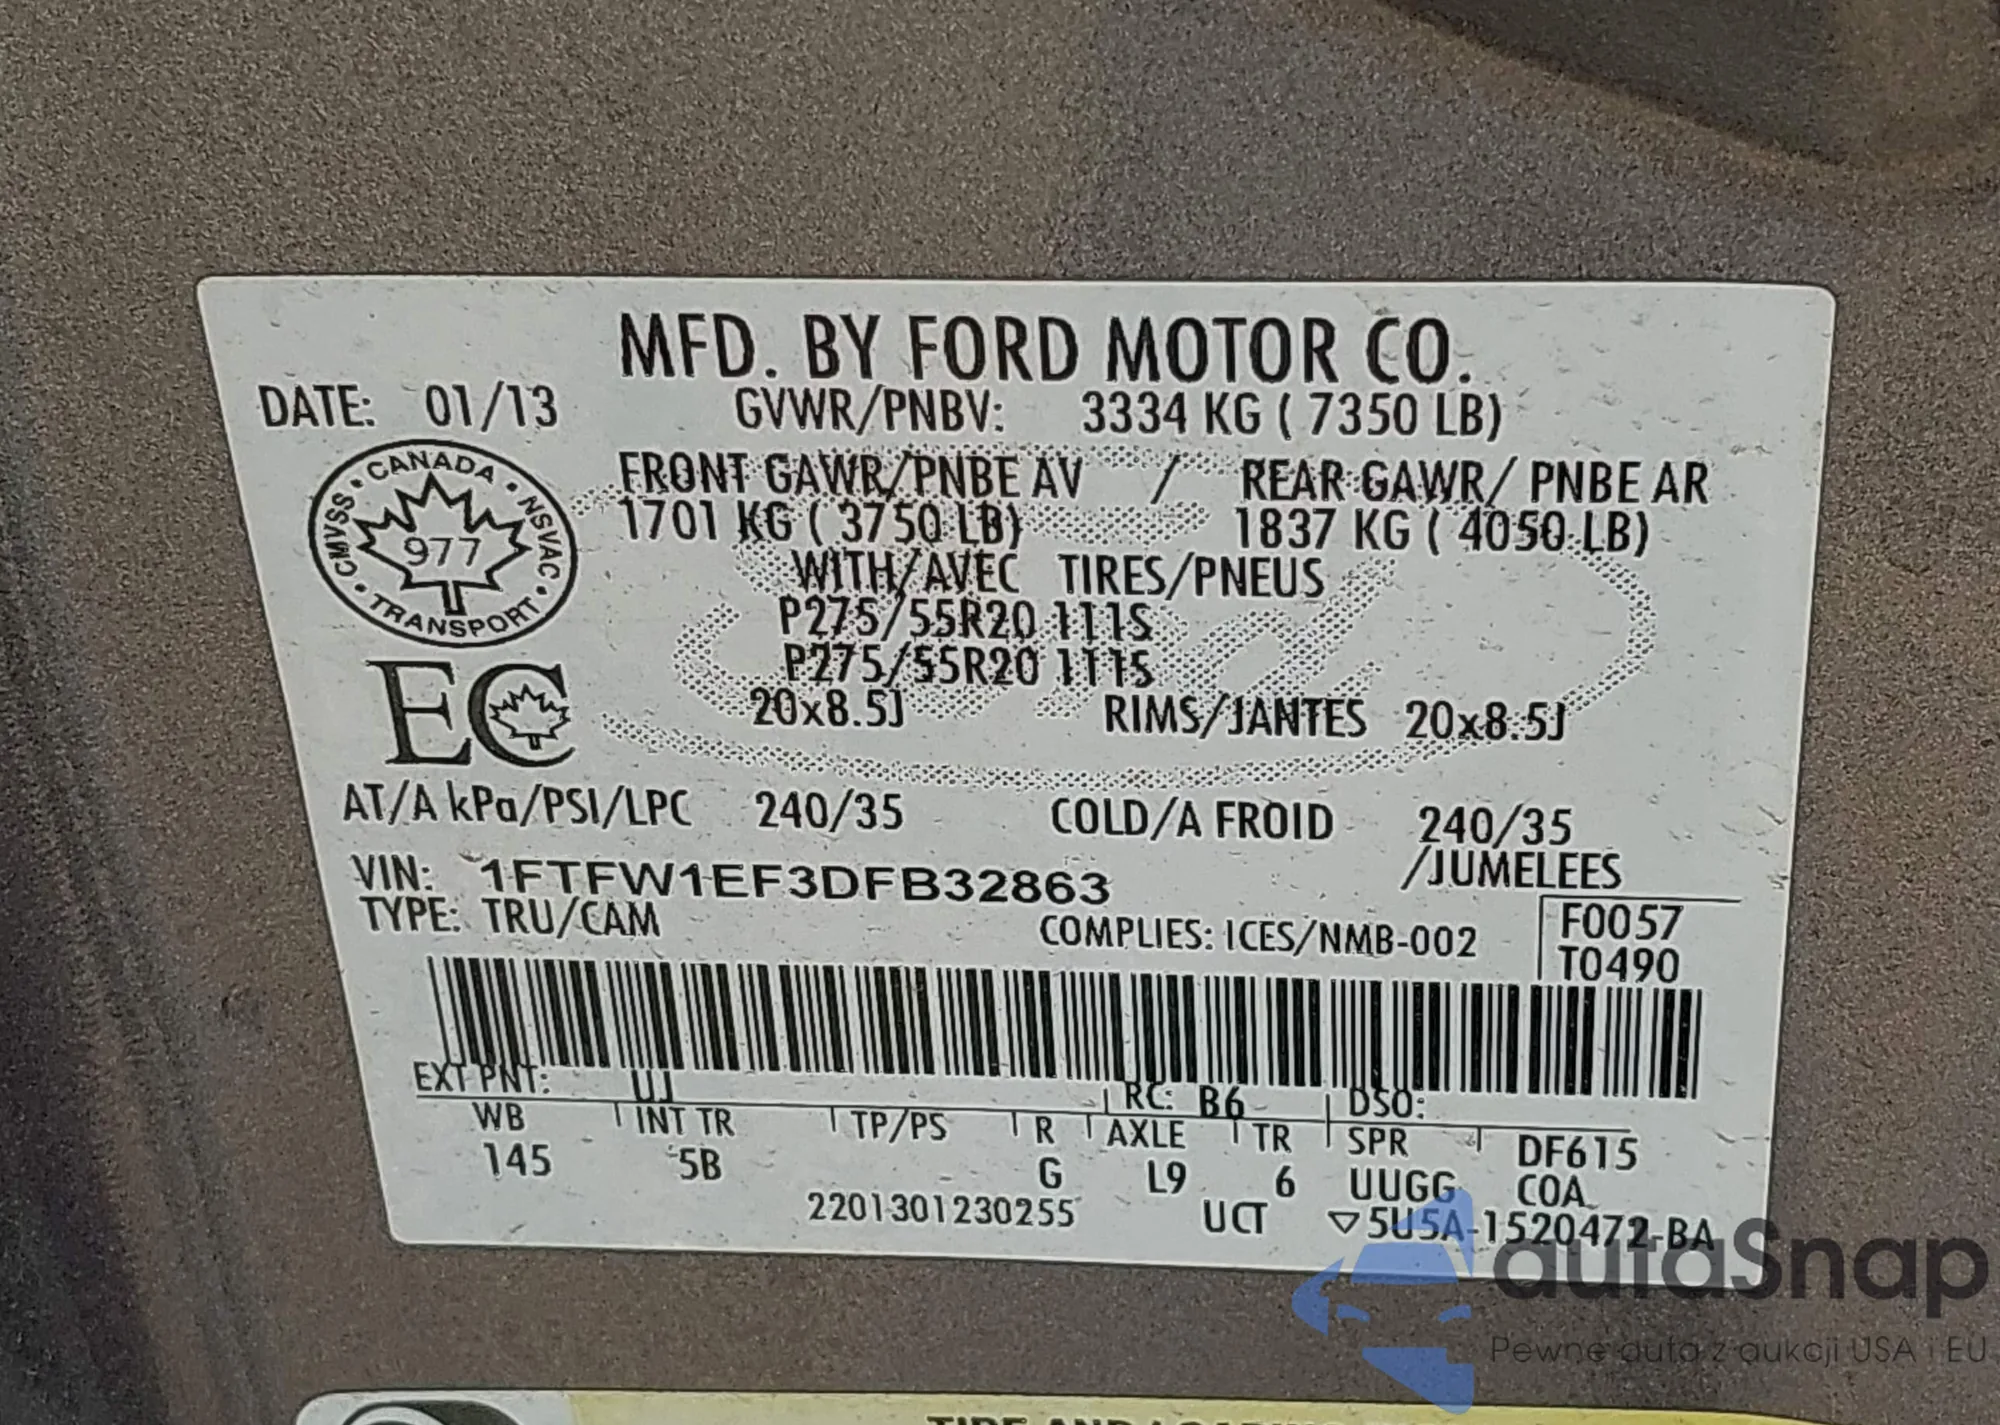 MFD. BY FORD MOTOR CO.
DATE: 01/13 GVWR/PNBV: 3334 KG ( 7350 LB)
FRONT GAWR/PNBE AV / REAR GAWR/ PNBE AR
1701 KG ( 3750 LB) 1837 KG ( 4050 LB)
WITH/AVEC TIRES/PNEUS
P275/55R20 111S
P275/55R20 111S
20x8.5J RIMS/JANTES 20x8.5J
CANADA • NSVAC • TRANSPORT • CMVSS •
977
EC
AT/A kPa/PSI/LPC 240/35 COLD/A FROID 240/35
/JUMELEES
VIN: 1FTFW1EF3DFB32863
TYPE: TRU/CAM COMPLIES: ICES/NMB-002
F0057
T0490
EXT PNT: UJ RC: B6 DSO:
WB INT TR TP/PS R AXLE TR SPR DF615
145 5B G L9 6 UUGG COA
2201301230255 UCT ▽5U5A-1520472-BA
autaSnap
Pewne auta z aukcji USA i EU